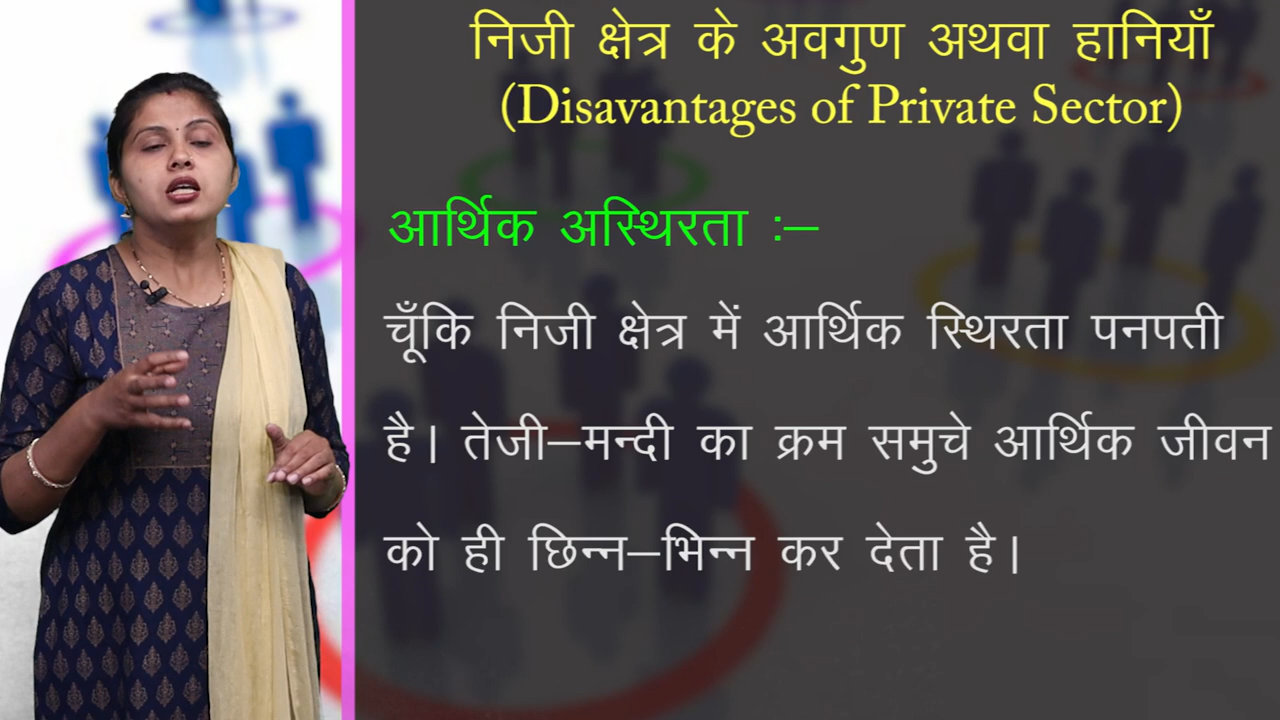 निजी क्षेत्र के अवगुण अथवा हानियाँ
(Disavantages of Private Sector)
आर्थिक अस्थिरता :–
चूँकि निजी क्षेत्र में आर्थिक स्थिरता पनपती
है। तेजी–मन्दी का क्रम समुचे आर्थिक जीवन
को ही छिन्न–भिन्न कर देता है।